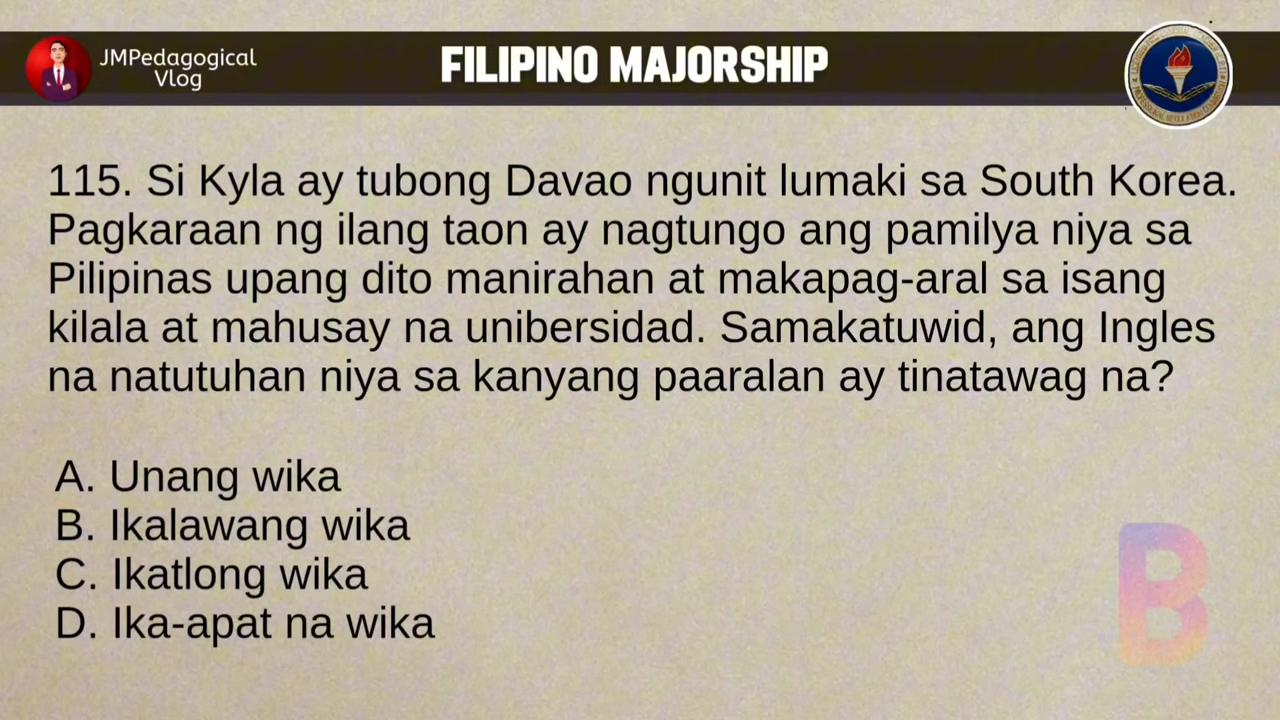 JMPedagogical
Vlog
FILIPINO MAJORSHIP
115. Si Kyla ay tubong Davao ngunit lumaki sa South Korea.
Pagkaraan ng ilang taon ay nagtungo ang pamilya niya sa
Pilipinas upang dito manirahan at makapag-aral sa isang
kilala at mahusay na unibersidad. Samakatuwid, ang Ingles
na natutuhan niya sa kanyang paaralan ay tinatawag na?
A. Unang wika
B. Ikalawang wika
C. Ikatlong wika
D. Ika-apat na wika
B